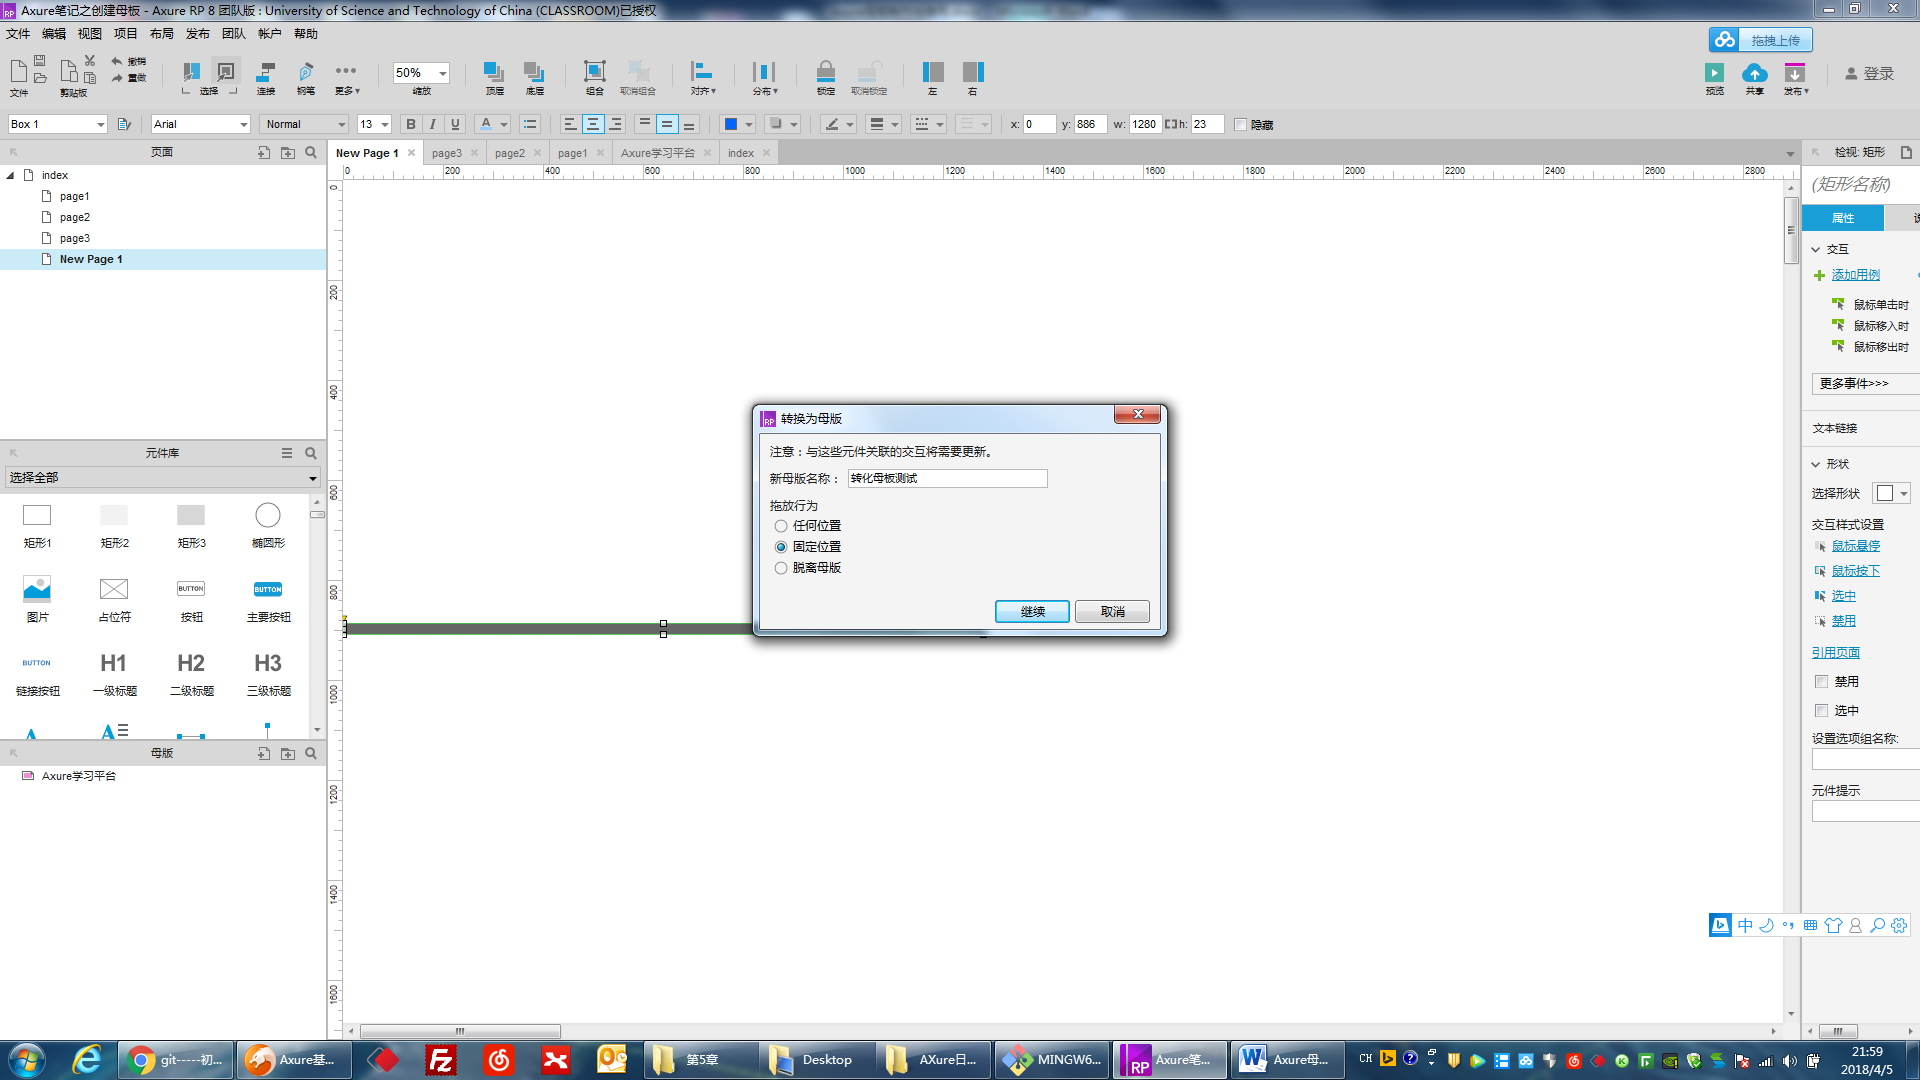 Axure笔记之创建母板 - Axure RP 8 团队版 : University of Science and Technology of China (CLASSROOM)已授权
文件 编辑 视图 项目 布局 发布 团队 帐户 帮助
拖拽上传
撤销
重做
50%
文件 剪贴板 选择 连接 钢笔 更多▾ 缩放 顶层 底层 组合 取消组合 对齐▾ 分布▾ 锁定 取消锁定 左 右 预览 共享 发布▾ 登录
Box 1 Arial Normal 13 B I U A x: 0 y: 886 w: 1280 h: 23 隐藏
页面
New Page 1 page3 page2 page1 Axure学习平台 index
检视: 矩形
0 200 400 600 800 1000 1200 1400 1600 1800 2000 2200 2400 2600 2800
0 200 400 600 800 1000 1200 1400 1600
index
page1
page2
page3
New Page 1
元件库
选择全部
矩形1 矩形2 矩形3 椭圆形
BUTTON BUTTON
图片 占位符 按钮 主要按钮
BUTTON H1 H2 H3
链接按钮 一级标题 二级标题 三级标题
A A
母版
Axure学习平台
转换为母版
注意：与这些元件关联的交互将需要更新。
新母版名称： 转化母板测试
拖放行为
任何位置
固定位置
脱离母版
继续 取消
(矩形名称)
属性
交互
添加用例
鼠标单击时
鼠标移入时
鼠标移出时
更多事件>>>
文本链接
形状
选择形状
交互样式设置
鼠标悬停
鼠标按下
选中
禁用
引用页面
禁用
选中
设置选项组名称:
元件提示
中
git-----初... Axure基... 第5章 Desktop AXure日... MINGW6... Axure笔... Axure母...
CH
21:59
2018/4/5